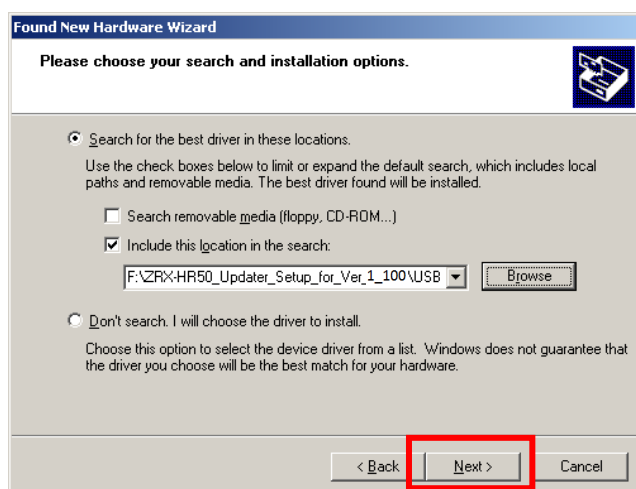 Found New Hardware Wizard
Please choose your search and installation options.
Search for the best driver in these locations.
Use the check boxes below to limit or expand the default search, which includes local
paths and removable media. The best driver found will be installed.
Search removable media (floppy, CD-ROM...)
Include this location in the search:
F:\ZRX-HR50_Updater_Setup_for_Ver_1_100\USB
Browse
Don't search. I will choose the driver to install.
Choose this option to select the device driver from a list. Windows does not guarantee that
the driver you choose will be the best match for your hardware.
< Back
Next >
Cancel